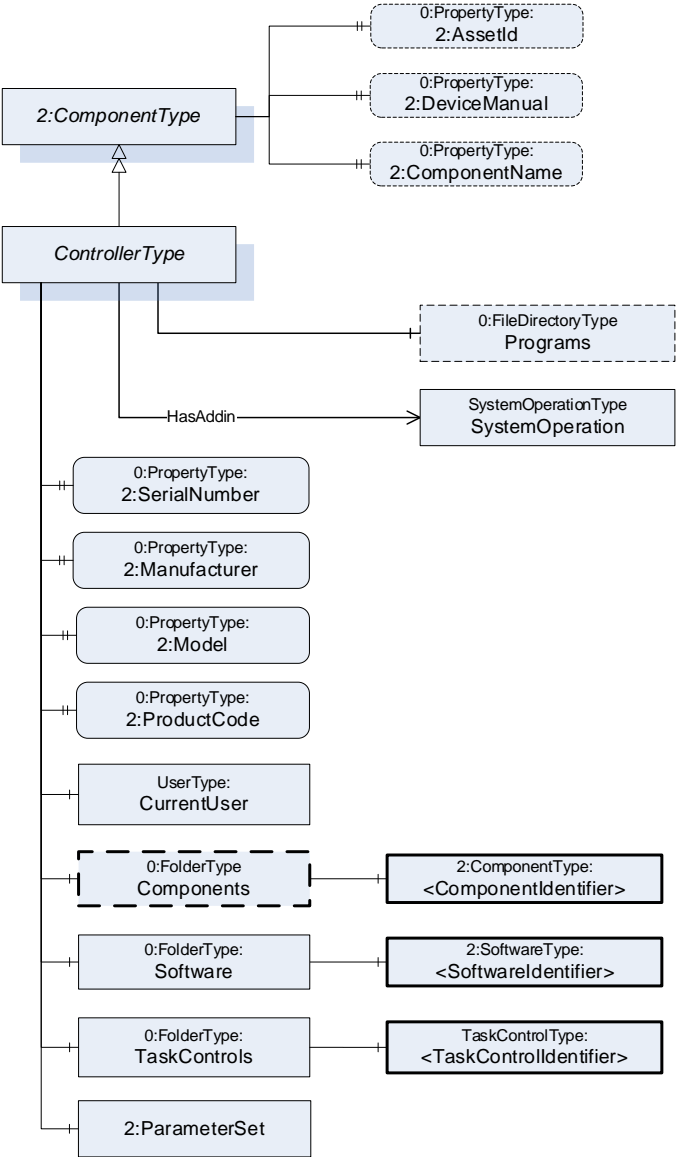 0:PropertyType:
2:AssetId
0:PropertyType:
2:DeviceManual
2:ComponentType
0:PropertyType:
2:ComponentName
ControllerType
0:FileDirectoryType
Programs
HasAddin
SystemOperationType
SystemOperation
0:PropertyType:
2:SerialNumber
0:PropertyType:
2:Manufacturer
0:PropertyType:
2:Model
0:PropertyType:
2:ProductCode
UserType:
CurrentUser
0:FolderType
Components
2:ComponentType:
<ComponentIdentifier>
0:FolderType:
Software
2:SoftwareType:
<SoftwareIdentifier>
0:FolderType:
TaskControls
TaskControlType:
<TaskControlIdentifier>
2:ParameterSet